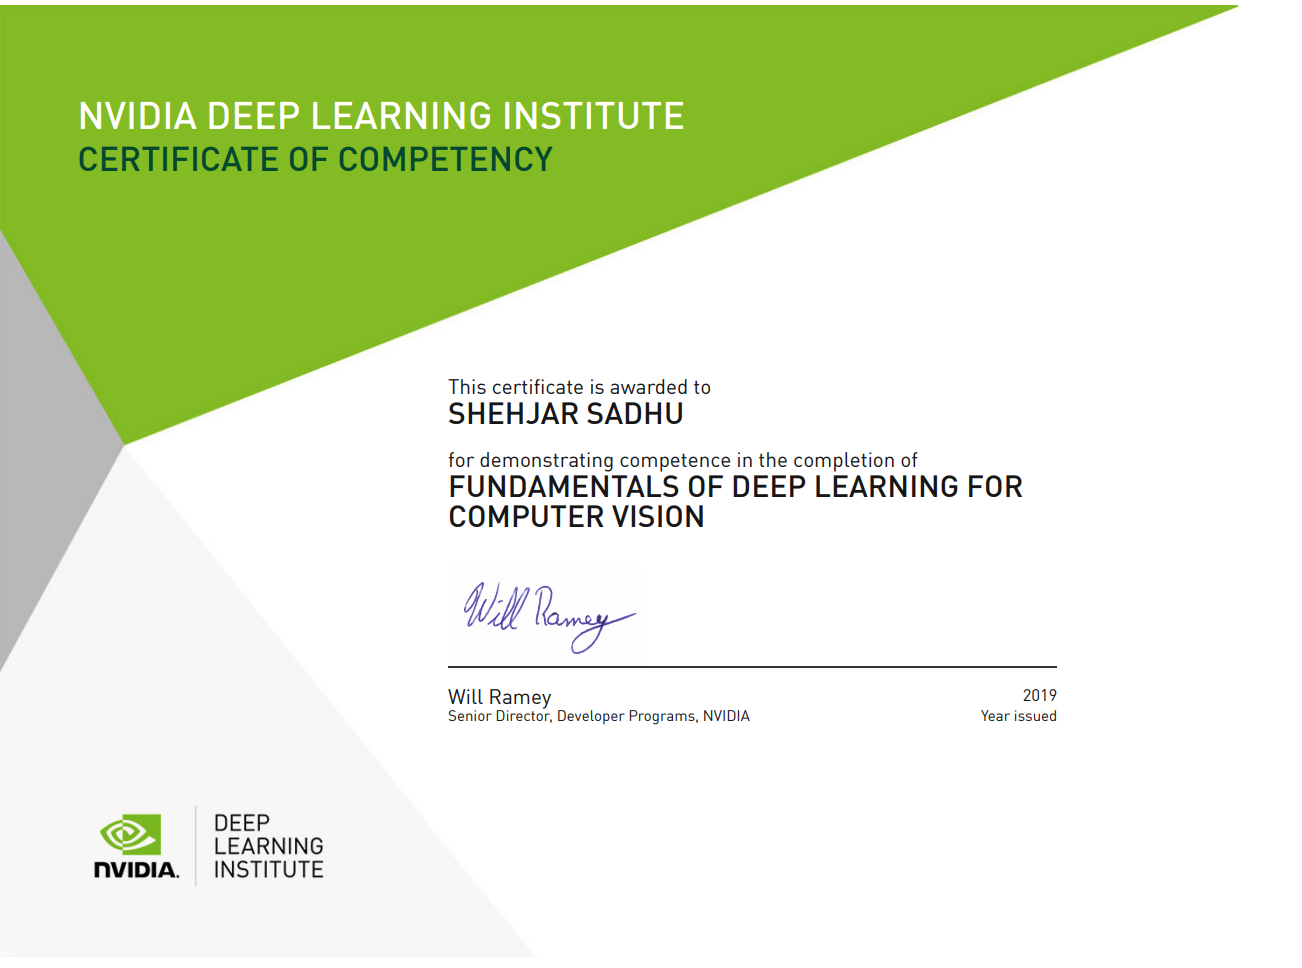 NVIDIA DEEP LEARNING INSTITUTE
CERTIFICATE OF COMPETENCY
This certificate is awarded to
SHEHJAR SADHU
for demonstrating competence in the completion of
FUNDAMENTALS OF DEEP LEARNING FOR
COMPUTER VISION
Will Ramey
Will Ramey
Senior Director, Developer Programs, NVIDIA
2019
Year issued
NVIDIA.
DEEP
LEARNING
INSTITUTE